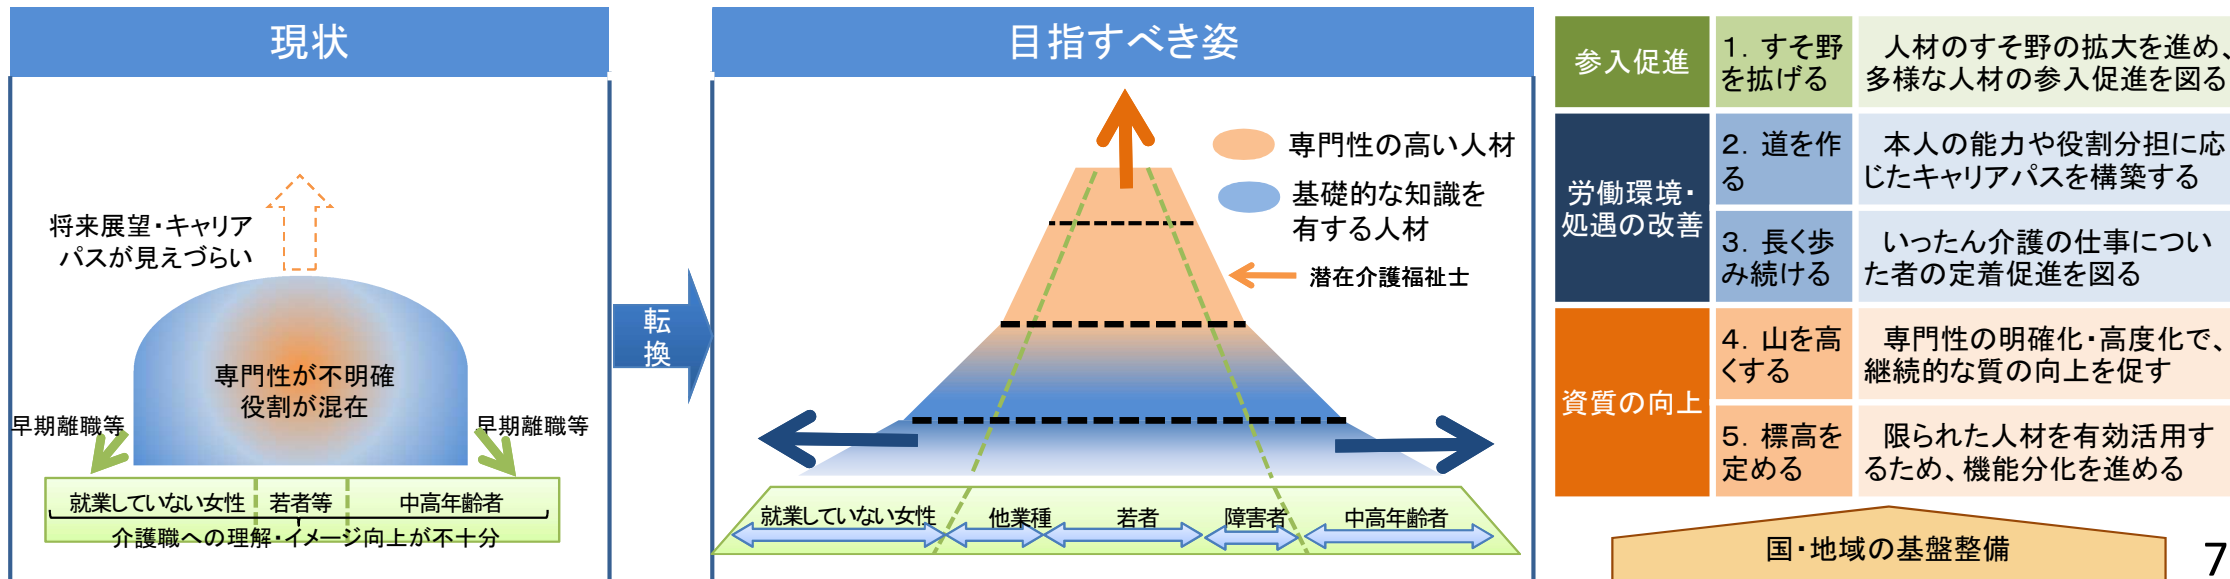 現状
将来展望・キャリア
パスが見えづらい
専門性が不明確
役割が混在
早期離職等
早期離職等
就業していない女性
若者等
中高年齢者
介護職への理解・イメージ向上が不十分
転
換
目指すべき姿
専門性の高い人材
基礎的な知識を
有する人材
潜在介護福祉士
就業していない女性
他業種
若者
障害者
中高年齢者
参入促進
1．すそ野
を拡げる
人材のすそ野の拡大を進め、
多様な人材の参入促進を図る
労働環境・
処遇の改善
2．道を作
る
本人の能力や役割分担に応
じたキャリアパスを構築する
3．長く歩
み続ける
いったん介護の仕事につい
た者の定着促進を図る
資質の向上
4．山を高
くする
専門性の明確化・高度化で、
継続的な質の向上を促す
5．標高を
定める
限られた人材を有効活用す
るため、機能分化を進める
国・地域の基盤整備
7